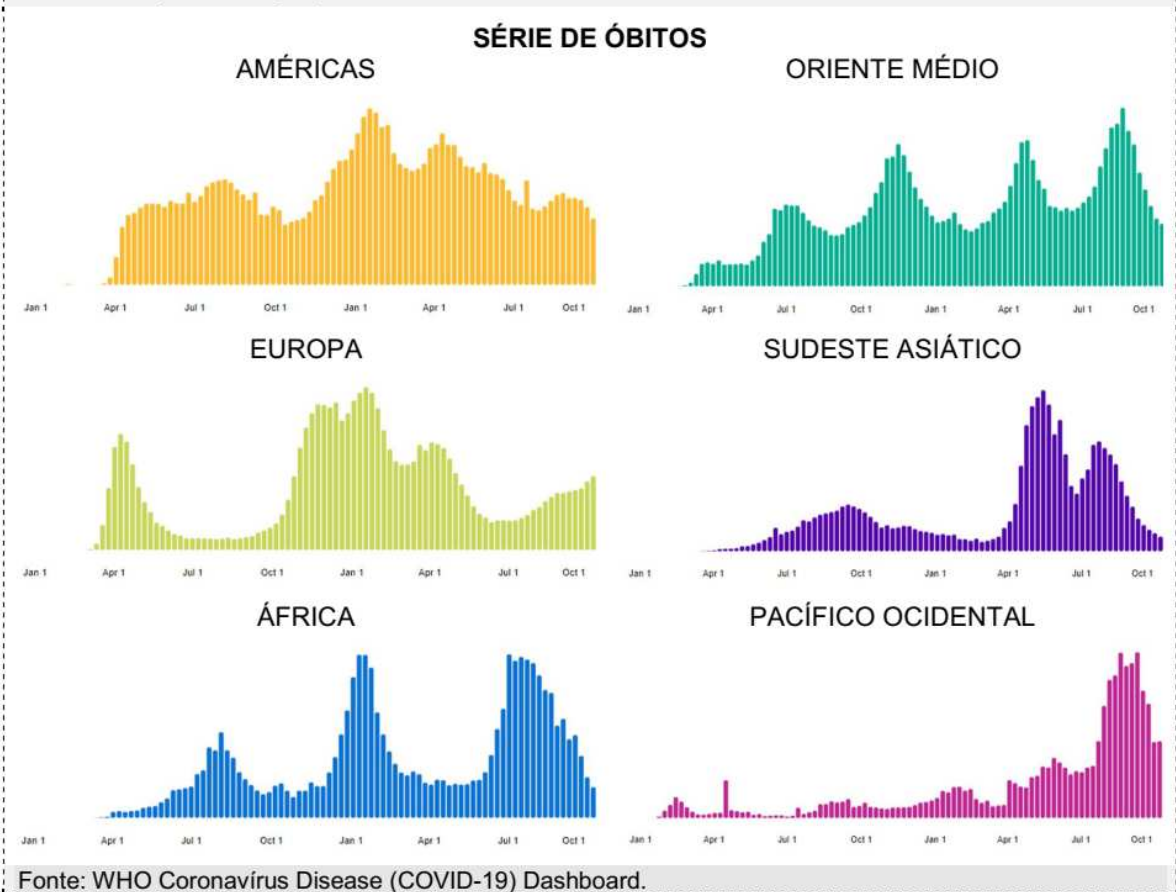 SÉRIE DE ÓBITOS
AMÉRICAS
Jan 1 Apr 1 Jul 1 Oct 1 Jan 1 Apr 1 Jul 1 Oct 1
ORIENTE MÉDIO
Jan 1 Apr 1 Jul 1 Oct 1 Jan 1 Apr 1 Jul 1 Oct 1
EUROPA
Jan 1 Apr 1 Jul 1 Oct 1 Jan 1 Apr 1 Jul 1 Oct 1
SUDESTE ASIÁTICO
Jan 1 Apr 1 Jul 1 Oct 1 Jan 1 Apr 1 Jul 1 Oct 1
ÁFRICA
Jan 1 Apr 1 Jul 1 Oct 1 Jan 1 Apr 1 Jul 1 Oct 1
PACÍFICO OCIDENTAL
Jan 1 Apr 1 Jul 1 Oct 1 Jan 1 Apr 1 Jul 1 Oct 1
Fonte: WHO Coronavírus Disease (COVID-19) Dashboard.